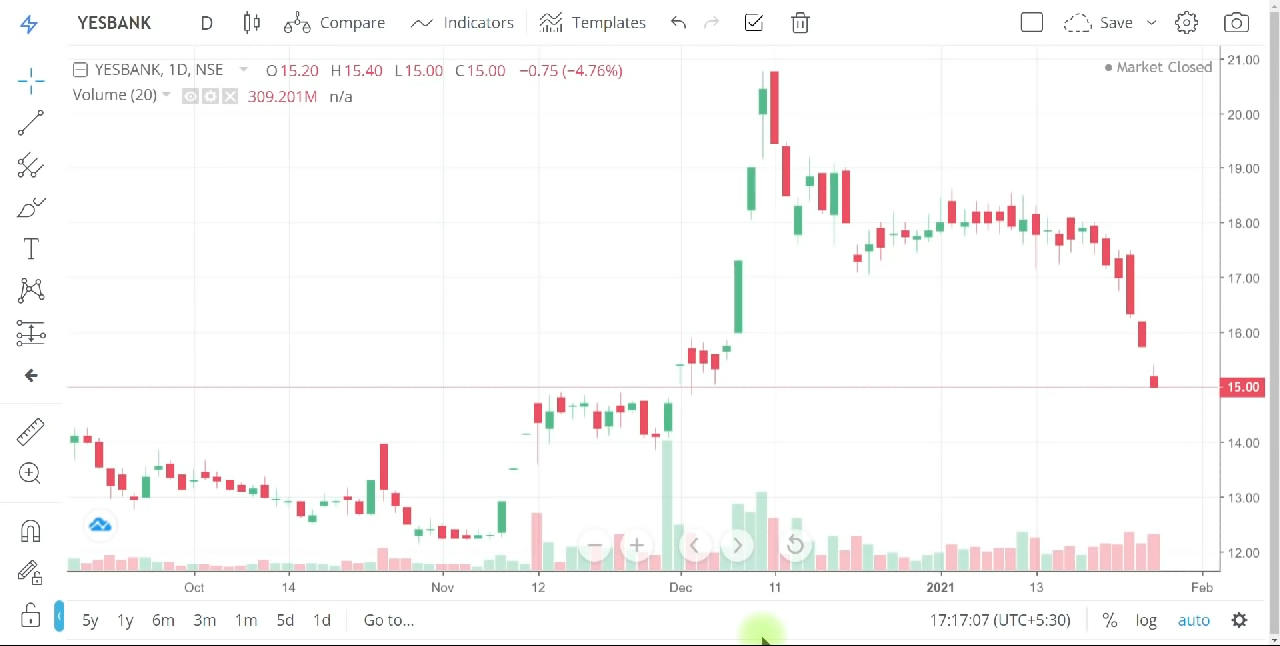 YESBANK D Compare Indicators Templates Save
YESBANK, 1D, NSE O15.20 H15.40 L15.00 C15.00 −0.75 (−4.76%)
Market Closed
Volume (20) 309.201M n/a
21.00
20.00
19.00
18.00
17.00
16.00
15.00
14.00
13.00
12.00
Oct 14 Nov 12 Dec 11 2021 13 Feb
5y 1y 6m 3m 1m 5d 1d Go to... 17:17:07 (UTC+5:30) % log auto